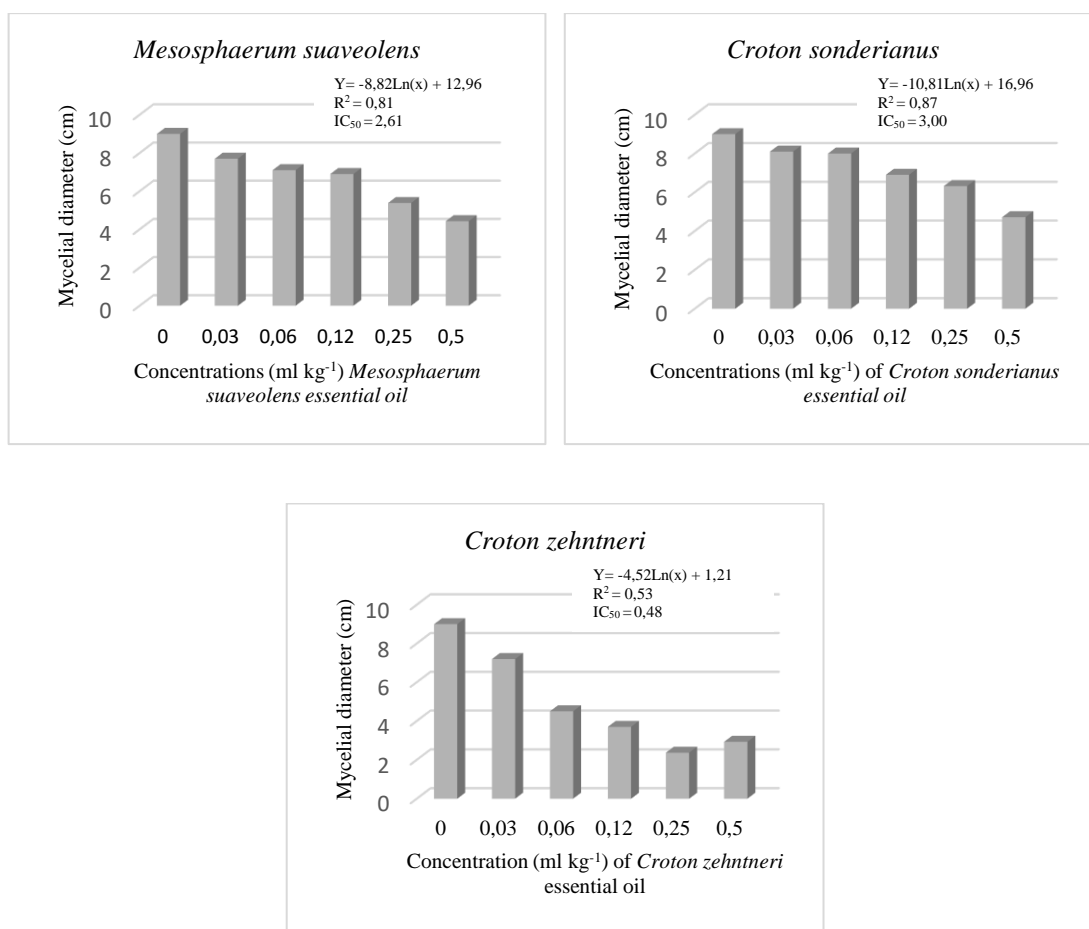 Mesosphaerum suaveolens
Y= -8,82Ln(x) + 12,96
R² = 0,81
IC₅₀ = 2,61
Mycelial diameter (cm)
10
8
6
4
2
0
0 0,03 0,06 0,12 0,25 0,5
Concentrations (ml kg⁻¹) Mesosphaerum
suaveolens essential oil
Croton sonderianus
Y= -10,81Ln(x) + 16,96
R² = 0,87
IC₅₀ = 3,00
Mycelial diameter (cm)
10
8
6
4
2
0
0 0,03 0,06 0,12 0,25 0,5
Concentrations (ml kg⁻¹) of Croton sonderianus
essential oil
Croton zehntneri
Y= -4,52Ln(x) + 1,21
R² = 0,53
IC₅₀ = 0,48
Mycelial diameter (cm)
10
8
6
4
2
0
0 0,03 0,06 0,12 0,25 0,5
Concentration (ml kg⁻¹) of Croton zehntneri
essential oil